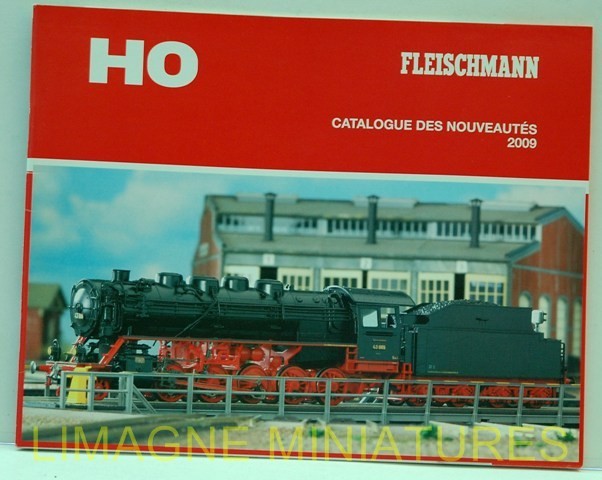 HO
FLEISCHMANN
CATALOGUE DES NOUVEAUTÉS
2009
LIMAGNE MINIATURES